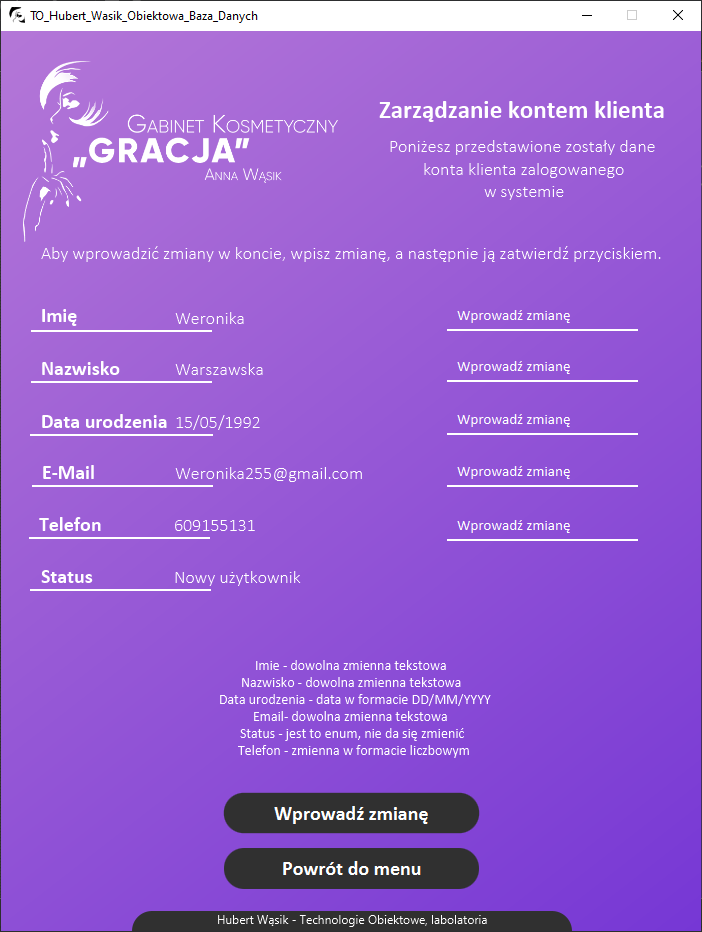 TO_Hubert_Wasik_Obiektowa_Baza_Danych
Gabinet Kosmetyczny
„GRACJA”
Anna Wąsik
Zarządzanie kontem klienta
Poniżesz przedstawione zostały dane
konta klienta zalogowanego
w systemie
Aby wprowadzić zmiany w koncie, wpisz zmianę, a następnie ją zatwierdź przyciskiem.
Imię Weronika Wprowadź zmianę
Nazwisko Warszawska Wprowadź zmianę
Data urodzenia 15/05/1992 Wprowadź zmianę
E-Mail Weronika255@gmail.com Wprowadź zmianę
Telefon 609155131 Wprowadź zmianę
Status Nowy użytkownik
Imie - dowolna zmienna tekstowa
Nazwisko - dowolna zmienna tekstowa
Data urodzenia - data w formacie DD/MM/YYYY
Email- dowolna zmienna tekstowa
Status - jest to enum, nie da się zmienić
Telefon - zmienna w formacie liczbowym
Wprowadź zmianę
Powrót do menu
Hubert Wąsik - Technologie Obiektowe, labolatoria